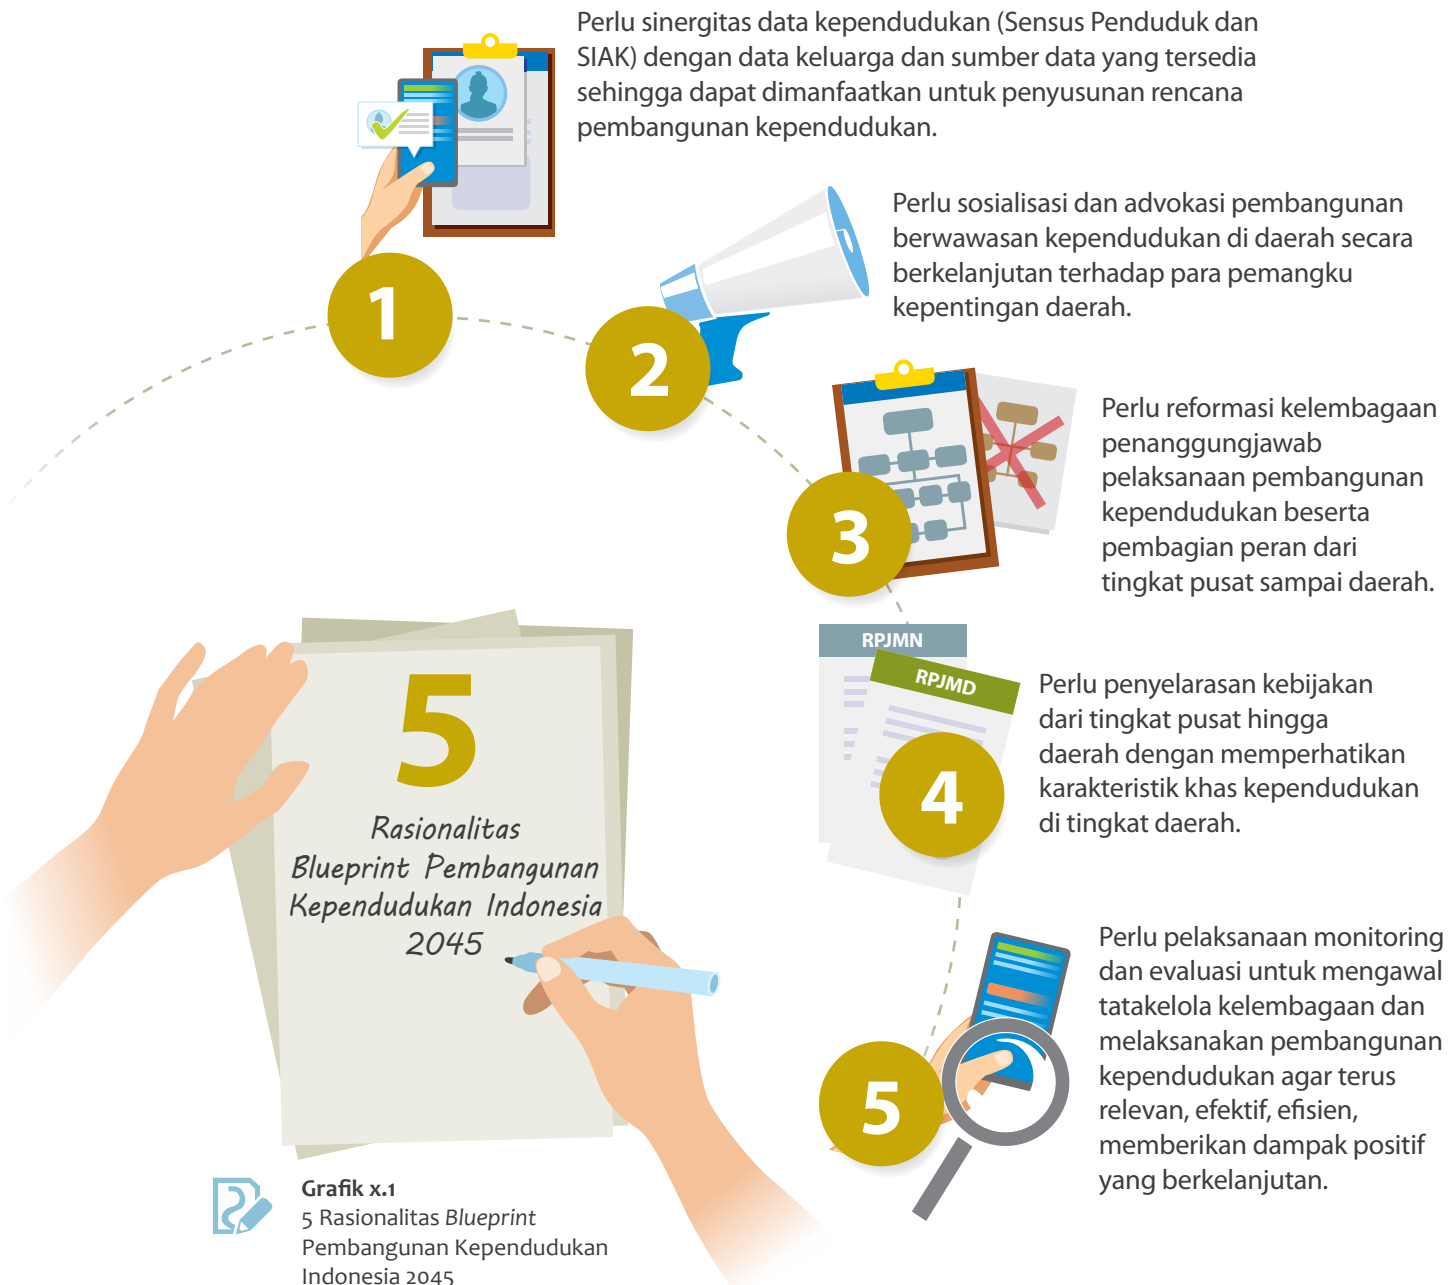 Perlu sinergitas data kependudukan (Sensus Penduduk dan
SIAK) dengan data keluarga dan sumber data yang tersedia
sehingga dapat dimanfaatkan untuk penyusunan rencana
pembangunan kependudukan.
1
Perlu sosialisasi dan advokasi pembangunan
berwawasan kependudukan di daerah secara
berkelanjutan terhadap para pemangku
kepentingan daerah.
2
Perlu reformasi kelembagaan
penanggungjawab
pelaksanaan pembangunan
kependudukan beserta
pembagian peran dari
tingkat pusat sampai daerah.
3
RPJMN
RPJMD
Perlu penyelarasan kebijakan
dari tingkat pusat hingga
daerah dengan memperhatikan
karakteristik khas kependudukan
di tingkat daerah.
4
5
Rasionalitas
Blueprint Pembangunan
Kependudukan Indonesia
2045
Perlu pelaksanaan monitoring
dan evaluasi untuk mengawal
tatakelola kelembagaan dan
melaksanakan pembangunan
kependudukan agar terus
relevan, efektif, efisien,
memberikan dampak positif
yang berkelanjutan.
5
Grafik x.1
5 Rasionalitas Blueprint
Pembangunan Kependudukan
Indonesia 2045